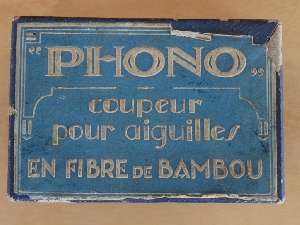 "PHONO"
coupeur
pour aiguilles
EN FIBRE DE BAMBOU